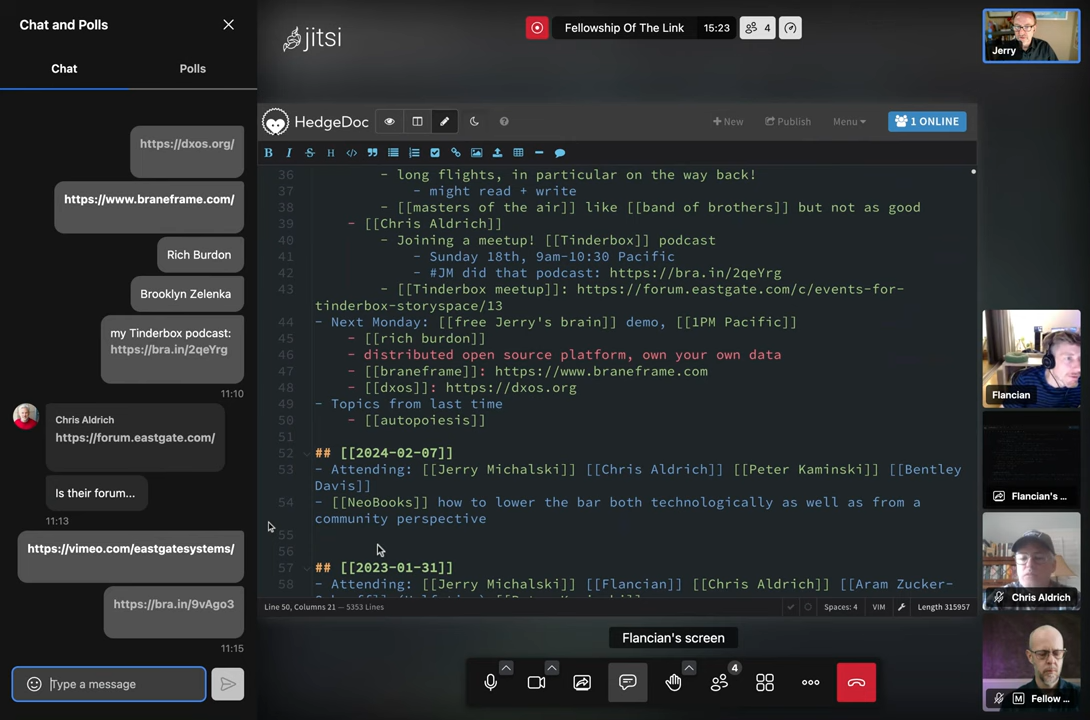 Chat and Polls
Chat
Polls
https://dxos.org/
https://www.braneframe.com/
Rich Burdon
Brooklyn Zelenka
my Tinderbox podcast:
https://bra.in/2qeYrg
11:10
Chris Aldrich
https://forum.eastgate.com/
Is their forum...
11:13
https://vimeo.com/eastgatesystems/
https://bra.in/9vAgo3
11:15
Type a message
jitsi
Fellowship Of The Link
15:23
4
HedgeDoc
New
Publish
Menu
1 ONLINE
B I S H
36 - long flights, in particular on the way back!
37 - might read + write
38 - [[masters of the air]] like [[band of brothers]] but not as good
39 - [[Chris Aldrich]]
40 - Joining a meetup! [[Tinderbox]] podcast
41 - Sunday 18th, 9am-10:30 Pacific
42 - #JM did that podcast: https://bra.in/2qeYrg
43 - [[Tinderbox meetup]]: https://forum.eastgate.com/c/events-for-
tinderbox-storyspace/13
44 - Next Monday: [[free Jerry's brain]] demo, [[1PM Pacific]]
45 - [[rich burdon]]
46 - distributed open source platform, own your own data
47 - [[braneframe]]: https://www.braneframe.com
48 - [[dxos]]: https://dxos.org
49 - Topics from last time
50 - [[autopoiesis]]
51
52 ## [[2024-02-07]]
53 - Attending: [[Jerry Michalski]] [[Chris Aldrich]] [[Peter Kaminski]] [[Bentley
Davis]]
54 - [[NeoBooks]] how to lower the bar both technologically as well as from a
community perspective
55
56
57 ## [[2023-01-31]]
58 - Attending: [[Jerry Michalski]] [[Flancian]] [[Chris Aldrich]] [[Aram Zucker-
Line 50, Columns 21 — 5353 Lines
Spaces: 4
VIM
Length 315957
Flancian's screen
4
Jerry
Flancian
Flancian's ...
Chris Aldrich
M Fellow ...